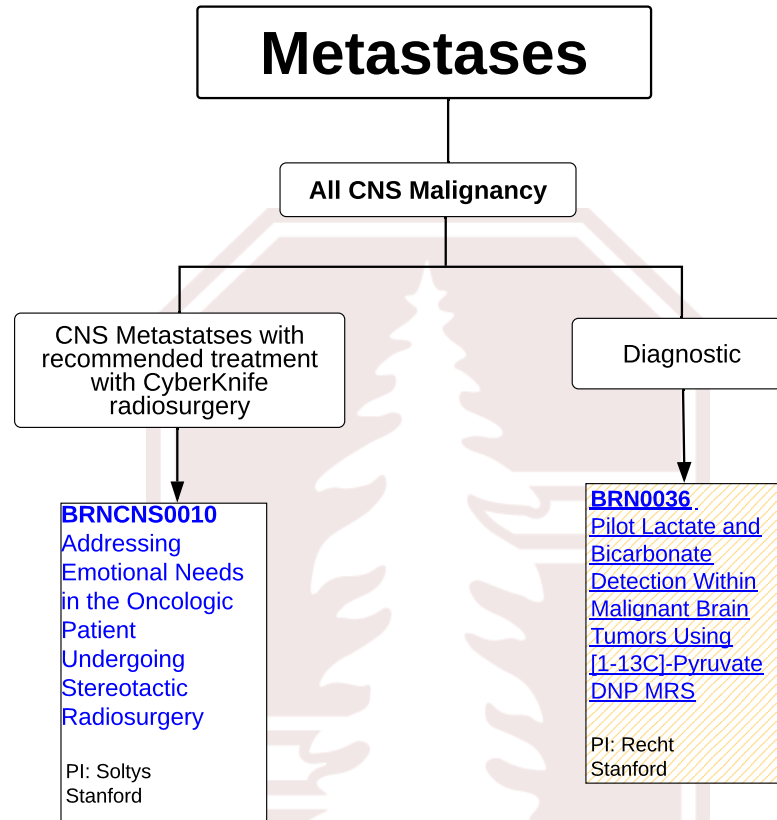 Metastases
All CNS Malignancy
CNS Metastatses with
recommended treatment
with CyberKnife
radiosurgery
Diagnostic
BRNCNS0010
Addressing
Emotional Needs
in the Oncologic
Patient
Undergoing
Stereotactic
Radiosurgery
PI: Soltys
Stanford
BRN0036
Pilot Lactate and
Bicarbonate
Detection Within
Malignant Brain
Tumors Using
[1-13C]-Pyruvate
DNP MRS
PI: Recht
Stanford